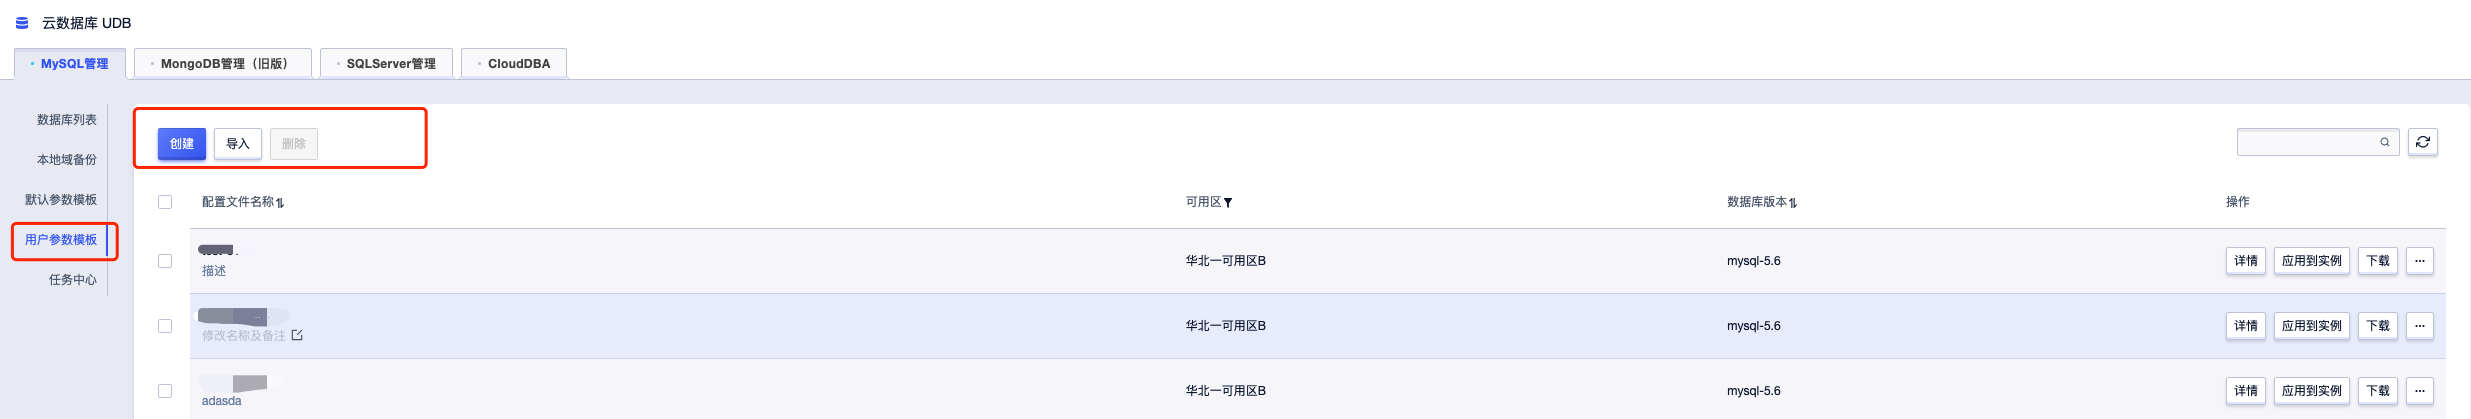 云数据库 UDB
MySQL管理 MongoDB管理（旧版） SQLServer管理 CloudDBA
数据库列表
本地域备份
默认参数模板
用户参数模板
任务中心
创建 导入 删除
配置文件名称 可用区 数据库版本 操作
描述 华北一可用区B mysql-5.6 详情 应用到实例 下载 ...
修改名称及备注 华北一可用区B mysql-5.6 详情 应用到实例 下载 ...
adasda 华北一可用区B mysql-5.6 详情 应用到实例 下载 ...